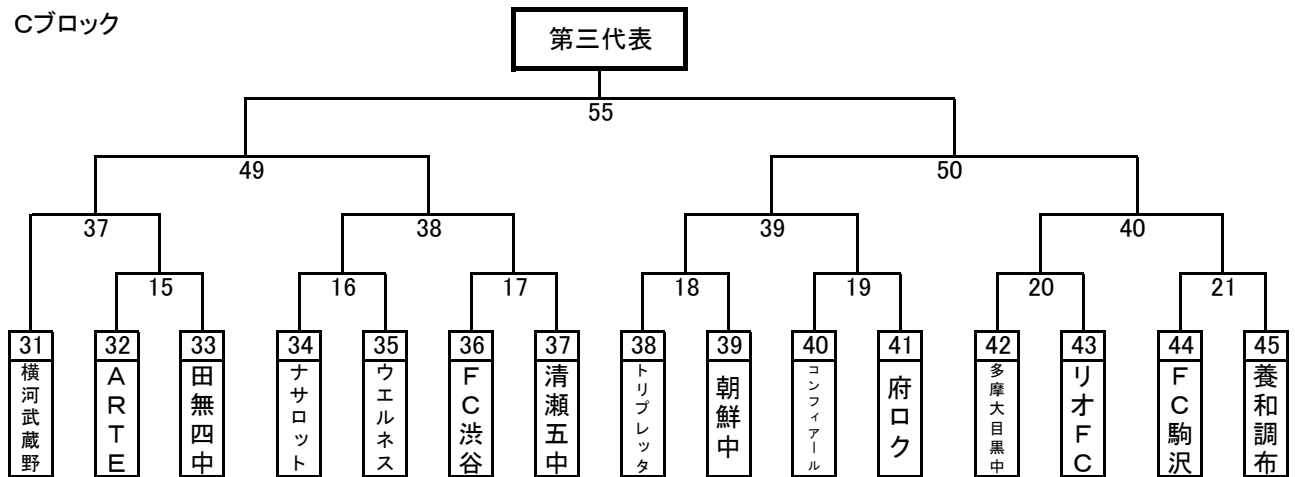 Cブロック
第三代表
55
49
50
37
38
39
40
15
16
17
18
19
20
21
31
32
33
34
35
36
37
38
39
40
41
42
43
44
45
横河武蔵野
ARTE
田無四中
ナサロット
ウエルネス
FC渋谷
清瀬五中
トリプレッタ
朝鮮中
コンフィアール
府ロク
多摩大目黒中
リオFC
FC駒沢
養和調布